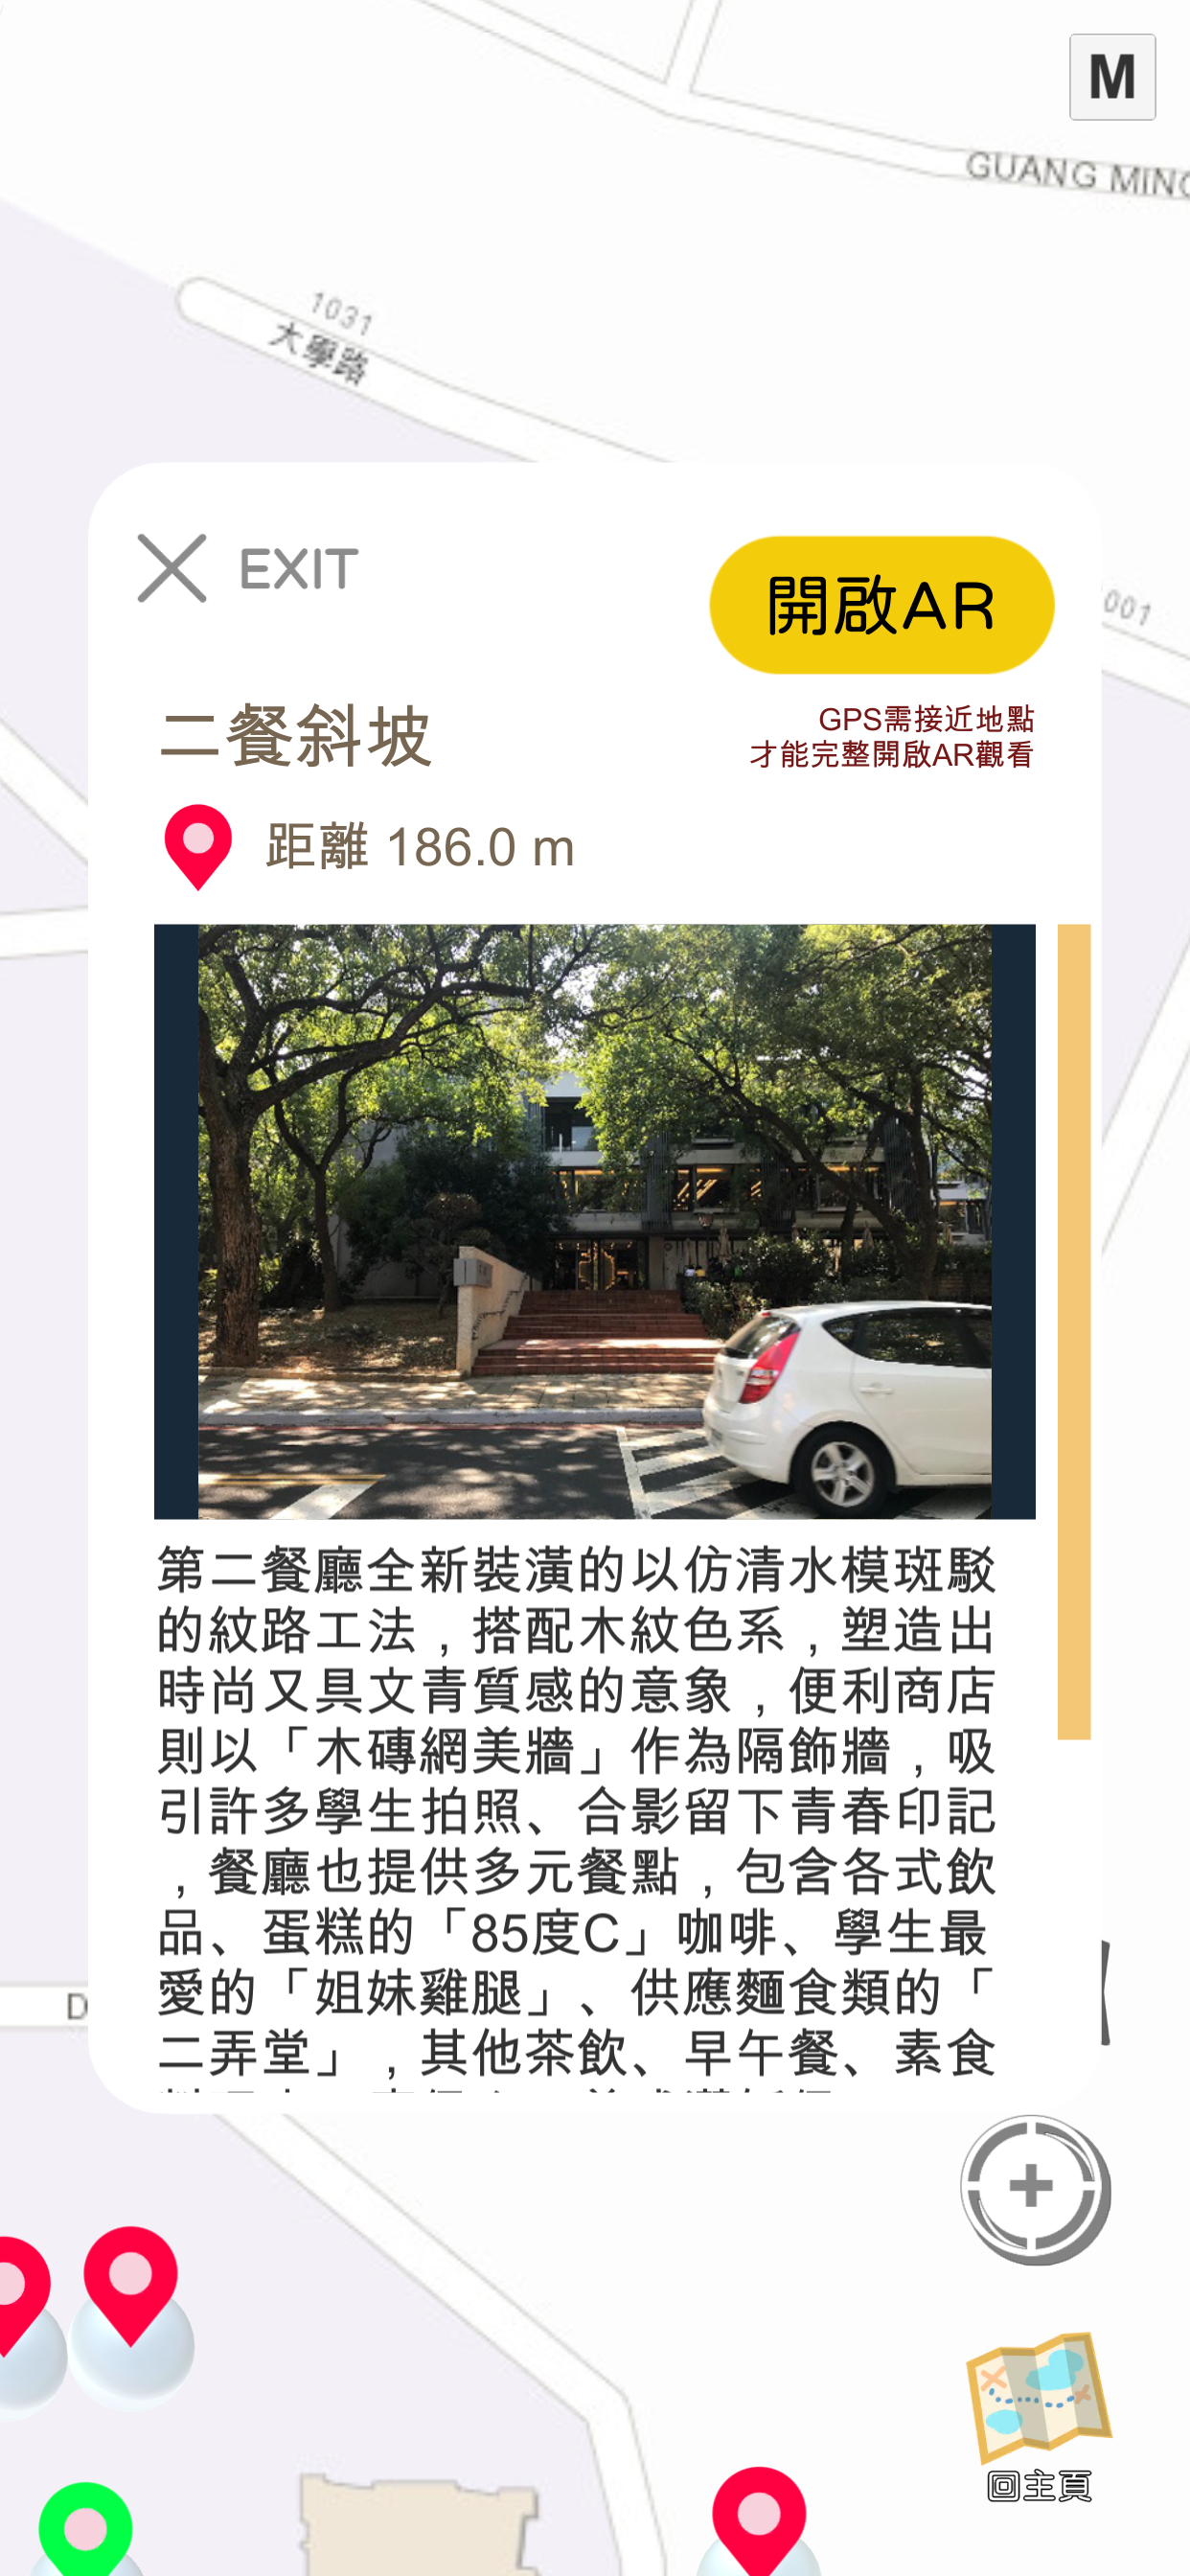 M
GUANG MING
1031
大學路
EXIT
開啟AR
001
二餐斜坡
GPS需接近地點
才能完整開啟AR觀看
距離 186.0 m
第二餐廳全新裝潢的以仿清水模斑駁
的紋路工法，搭配木紋色系，塑造出
時尚又具文青質感的意象，便利商店
則以「木磚網美牆」作為隔飾牆，吸
引許多學生拍照、合影留下青春印記
，餐廳也提供多元餐點，包含各式飲
品、蛋糕的「85度C」咖啡、學生最
愛的「姐妹雞腿」、供應麵食類的「
二弄堂」，其他茶飲、早午餐、素食
D
回主頁